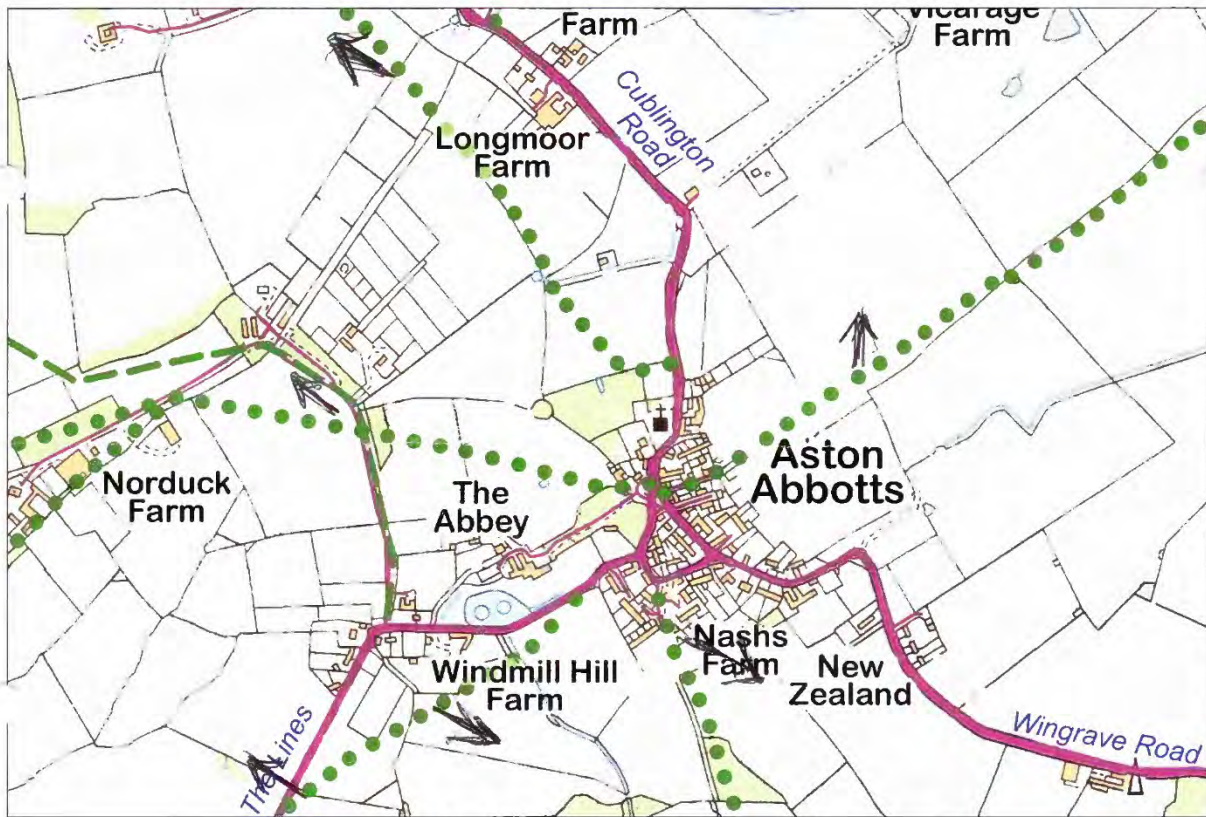 Farm
Vicarage
Farm
Cublington
Road
Longmoor
Farm
Aston
Abbotts
Norduck
Farm
The
Abbey
Nashs
Farm
New
Zealand
Windmill Hill
Farm
The Lines
Wingrave Road